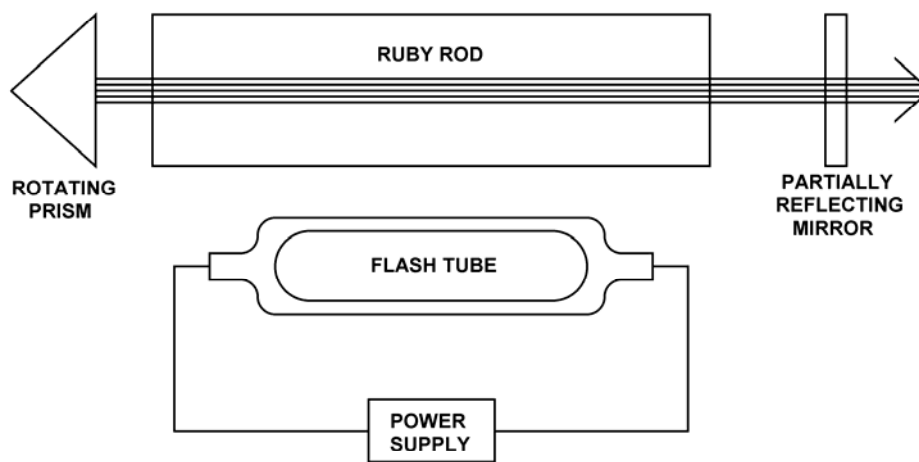 RUBY ROD
ROTATING
PRISM
PARTIALLY
REFLECTING
MIRROR
FLASH TUBE
POWER
SUPPLY